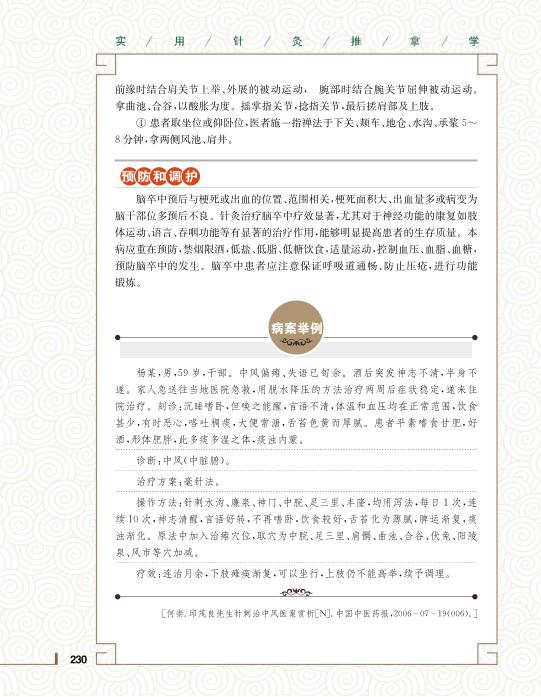 实 / 用 / 针 / 灸 / 推 / 拿 / 学
前缘时结合肩关节上举、外展的被动运动, 腕部时结合腕关节屈伸被动运动。
拿曲池、合谷,以酸胀为度。摇掌指关节,捻指关节,最后搓肩部及上肢。
④ 患者取坐位或仰卧位,医者施一指禅法于下关、颊车、地仓、水沟、承浆 5～
8 分钟,拿两侧风池、肩井。
预防和调护
脑卒中预后与梗死或出血的位置、范围相关,梗死面积大、出血量多或病变为
脑干部位多预后不良。针灸治疗脑卒中疗效显著,尤其对于神经功能的康复如肢
体运动、语言、吞咽功能等有显著的治疗作用,能够明显提高患者的生存质量。本
病应重在预防,禁烟限酒,低盐、低脂、低糖饮食,适量运动,控制血压、血脂、血糖,
预防脑卒中的发生。脑卒中患者应注意保证呼吸道通畅、防止压疮,进行功能
锻炼。
病案举例
杨某,男,59 岁,干部。中风偏瘫、失语已旬余。酒后突发神志不清,半身不
遂。家人急送往当地医院急救,用脱水降压的方法治疗两周后症状稳定,遂来住
院治疗。刻诊:沉睡嗜卧,但唤之能醒,言语不清,体温和血压均在正常范围,饮食
甚少,有时恶心,咯吐稠痰,大便常溏,舌苔色黄而厚腻。患者平素嗜食甘肥,好
酒,形体肥胖,此多痰多湿之体,痰浊内蒙。
诊断:中风(中脏腑)。
治疗方案:毫针法。
操作方法:针刺水沟、廉泉、神门、中脘、足三里、丰隆,均用泻法,每日 1 次,连
续 10 次,神志清醒,言语好转,不再嗜卧,饮食较好,舌苔化为薄腻,脾运渐复,痰
浊渐化。原法中加入治瘫穴位,取穴为中脘、足三里、肩髃、曲池、合谷、伏兔、阳陵
泉、风市等穴加减。
疗效:连治月余,下肢瘫痪渐复,可以坐行,上肢仍不能高举,续予调理。
[何崇. 邱茂良先生针刺治中风医案赏析[N]. 中国中医药报,2006-07-19(006). ]
230